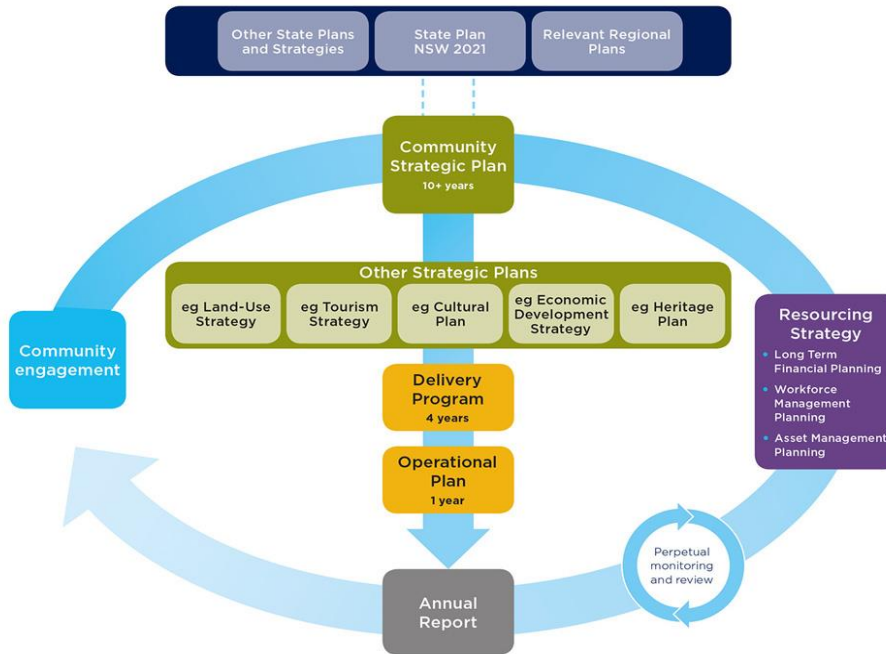 Other State Plans
and Strategies
State Plan
NSW 2021
Relevant Regional
Plans
Community
Strategic Plan
10+ years
Other Strategic Plans
eg Land-Use
Strategy
eg Tourism
Strategy
eg Cultural
Plan
eg Economic
Development
Strategy
eg Heritage
Plan
Community
engagement
Resourcing
Strategy
• Long Term
Financial Planning
• Workforce
Management
Planning
• Asset Management
Planning
Delivery
Program
4 years
Operational
Plan
1 year
Perpetual
monitoring
and review
Annual
Report